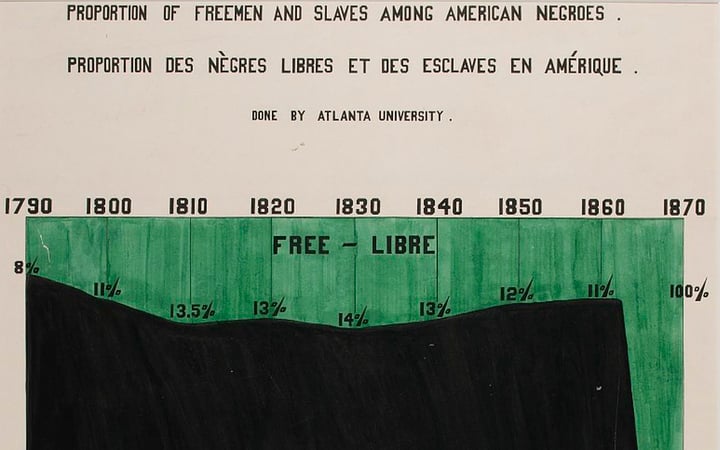 PROPORTION OF FREEMEN AND SLAVES AMONG AMERICAN NEGROES .
PROPORTION DES NÈGRES LIBRES ET DES ESCLAVES EN AMÉRIQUE .
DONE BY ATLANTA UNIVERSITY .
1790 1800 1810 1820 1830 1840 1850 1860 1870
FREE – LIBRE
8% 11% 13.5% 13% 14% 13% 12% 11% 100%